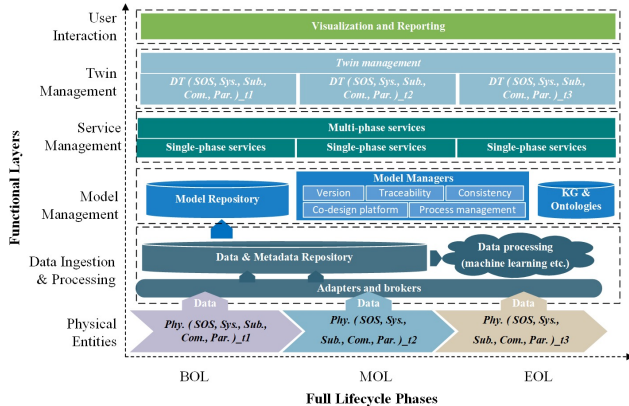 User
Interaction
Visualization and Reporting
Twin
Management
Twin management
DT ( SOS, Sys., Sub.,
Com., Par. )_t1
DT ( SOS, Sys., Sub.,
Com., Par. )_t2
DT ( SOS, Sys., Sub.,
Com., Par. )_t3
Service
Management
Multi-phase services
Single-phase services
Single-phase services
Single-phase services
Model
Management
Model Repository
Model Managers
Version
Traceability
Consistency
Co-design platform
Process management
KG &
Ontologies
Data Ingestion
& Processing
Data & Metadata Repository
Data processing
(machine learning etc.)
Adapters and brokers
Physical
Entities
Data
Data
Data
Phy. ( SOS, Sys., Sub.,
Com., Par. )_t1
Phy. ( SOS, Sys.,
Sub., Com., Par. )_t2
Phy. ( SOS, Sys.,
Sub., Com., Par. )_t3
BOL
MOL
EOL
Full Lifecycle Phases
Functional Layers